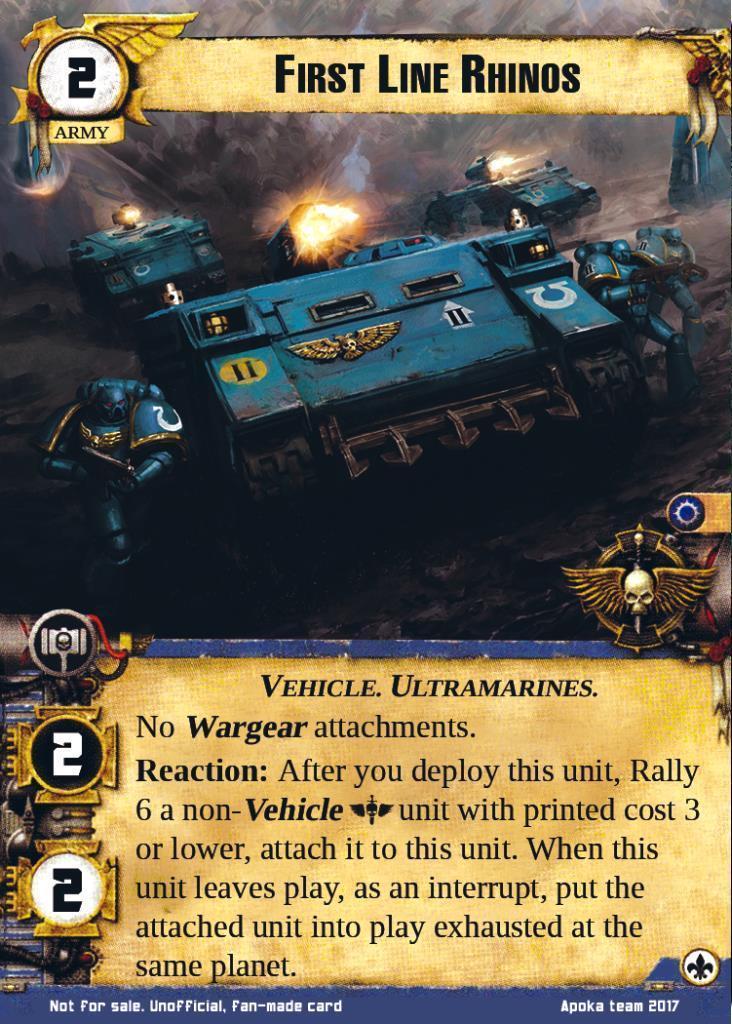 2
FIRST LINE RHINOS
ARMY
II
II
VEHICLE. ULTRAMARINES.
No Wargear attachments.
2
Reaction: After you deploy this unit, Rally
6 a non-Vehicle unit with printed cost 3
or lower, attach it to this unit. When this
2
unit leaves play, as an interrupt, put the
attached unit into play exhausted at the
same planet.
Not for sale. Unofficial, fan-made card
Apoka team 2017